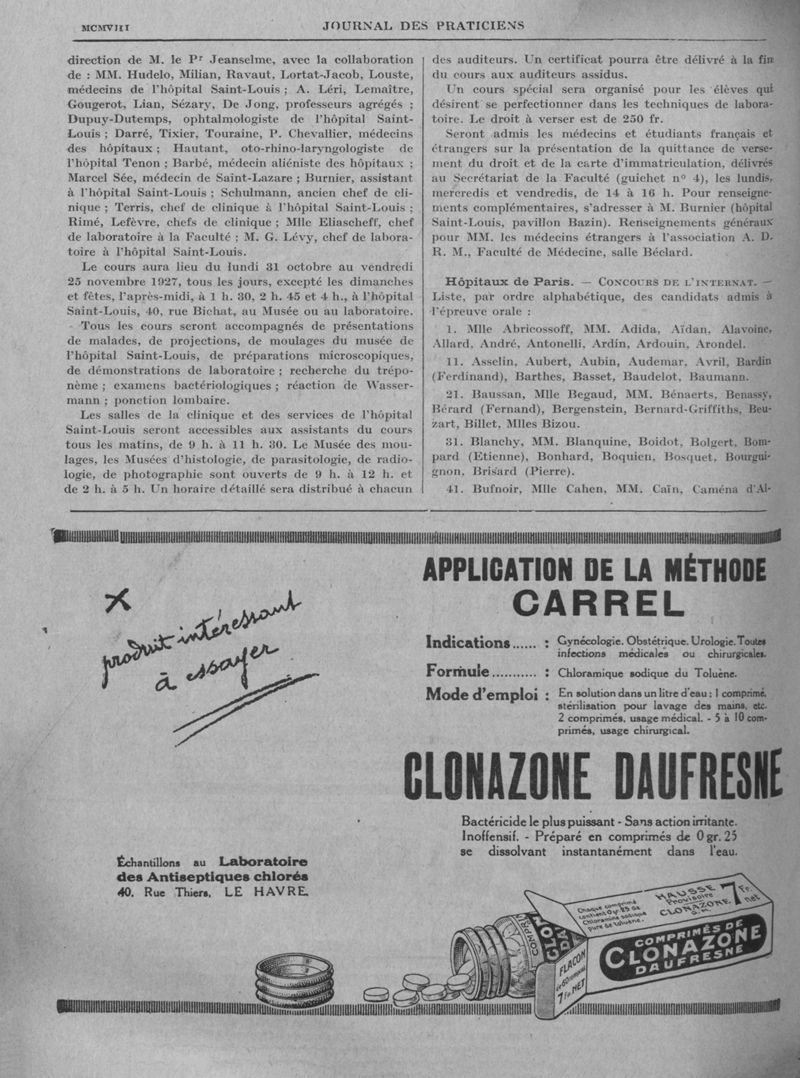 MCMVIII
JOURNAL DES PRATICIENS
direction de M. le Pr Jeanselme, avec la collaboration
de : MM. Hudelo, Milian, Ravaut, Lortat-Jacob, Louste,
médecins de l'hôpital Saint-Louis ; A. Léri, Lemaître,
Gougerot, Lian, Sézary, De Jong, professeurs agrégés ;
Dupuy-Dutemps, ophtalmologiste de l'hôpital Saint-
Louis ; Darré, Tixier, Touraine, P. Chevallier, médecins
des hôpitaux ; Hautant, oto-rhino-laryngologiste de
l'hôpital Tenon ; Barbé, médecin aliéniste des hôpitaux ;
Marcel Sée, médecin de Saint-Lazare ; Burnier, assistant
à l'hôpital Saint-Louis ; Schulmann, ancien chef de cli-
nique ; Terris, chef de clinique à l'hôpital Saint-Louis ;
Rimé, Lefèvre, chefs de clinique ; Mlle Eliascheff, chef
de laboratoire à la Faculté ; M. G. Lévy, chef de labora-
toire à l'hôpital Saint-Louis.
Le cours aura lieu du lundi 31 octobre au vendredi
25 novembre 1927, tous les jours, excepté les dimanches
et fêtes, l'après-midi, à 1 h. 30, 2 h. 45 et 4 h., à l'hôpital
Saint-Louis, 40, rue Bichat, au Musée ou au laboratoire.
Tous les cours seront accompagnés de présentations
de malades, de projections, de moulages du musée de
l'hôpital Saint-Louis, de préparations microscopiques,
de démonstrations de laboratoire ; recherche du trépo-
nème ; examens bactériologiques ; réaction de Wasser-
mann ; ponction lombaire.
Les salles de la clinique et des services de l'hôpital
Saint-Louis seront accessibles aux assistants du cours
tous les matins, de 9 h. à 11 h. 30. Le Musée des mou-
lages, les Musées d'histologie, de parasitologie, de radio-
logie, de photographie sont ouverts de 9 h. à 12 h. et
de 2 h. à 5 h. Un horaire détaillé sera distribué à chacun
des auditeurs. Un certificat pourra être délivré à la fin
du cours aux auditeurs assidus.
Un cours spécial sera organisé pour les élèves qui
désirent se perfectionner dans les techniques de labora-
toire. Le droit à verser est de 250 fr.
Seront admis les médecins et étudiants français et
étrangers sur la présentation de la quittance de verse-
ment du droit et de la carte d'immatriculation, délivrés
au Secrétariat de la Faculté (guichet no 4), les lundis,
mercredis et vendredis, de 14 à 16 h. Pour renseigne-
ments complémentaires, s'adresser à M. Burnier (hôpital
Saint-Louis, pavillon Bazin). Renseignements généraux
pour MM. les médecins étrangers à l'association A. D.
R. M., Faculté de Médecine, salle Béclard.
Hôpitaux de Paris. — CONCOURS DE L'INTERNAT. —
Liste, par ordre alphabétique, des candidats admis à
l'épreuve orale :
1. Mlle Abricossoff, MM. Adida, Aïdan, Alavoine,
Allard, André, Antonelli, Ardin, Ardouin, Arondel.
11. Asselin, Aubert, Aubin, Audemar, Avril, Bardin
(Ferdinand), Barthes, Basset, Baudelot, Baumann.
21. Baussan, Mlle Begaud, MM. Bénaerts, Benassy,
Bérard (Fernand), Bergenstein, Bernard-Griffiths, Beu-
zart, Billet, Mlles Bizou.
31. Blanchy, MM. Blanquine, Boidot, Bolgert, Bom-
pard (Etienne), Bonhard, Boquien, Bosquet, Bourgui-
gnon, Brisard (Pierre).
41. Bufnoir, Mlle Cahen, MM. Caïn, Caména d'Al-
X
produit intéressant
à essayer
APPLICATION DE LA MÉTHODE
CARREL
Indications...... : Gynécologie. Obstétrique. Urologie. Toutes
infections médicales ou chirurgicales.
Formule........... : Chloramique sodique du Toluène.
Mode d'emploi : En solution dans un litre d'eau : 1 comprimé,
stérilisation pour lavage des mains, etc.
2 comprimés, usage médical. - 5 à 10 com-
primés, usage chirurgical.
CLONAZONE DAUFRESNE
Bactéricide le plus puissant - Sans action irritante.
Inoffensif. - Préparé en comprimés de 0 gr. 25
se dissolvant instantanément dans l'eau.
Échantillons au Laboratoire
des Antiseptiques chlorés
40, Rue Thiers, LE HAVRE.
Chaque comprimé
contient 0 gr 25 de
Chloramine sodique
pure de toluène.
HAUSSE
Provisoire
CLONAZONE
7 Fr.
net
COMPRIMÉS DE
CLONAZONE
DAUFRESNE
FLACON
7 Fr. NET